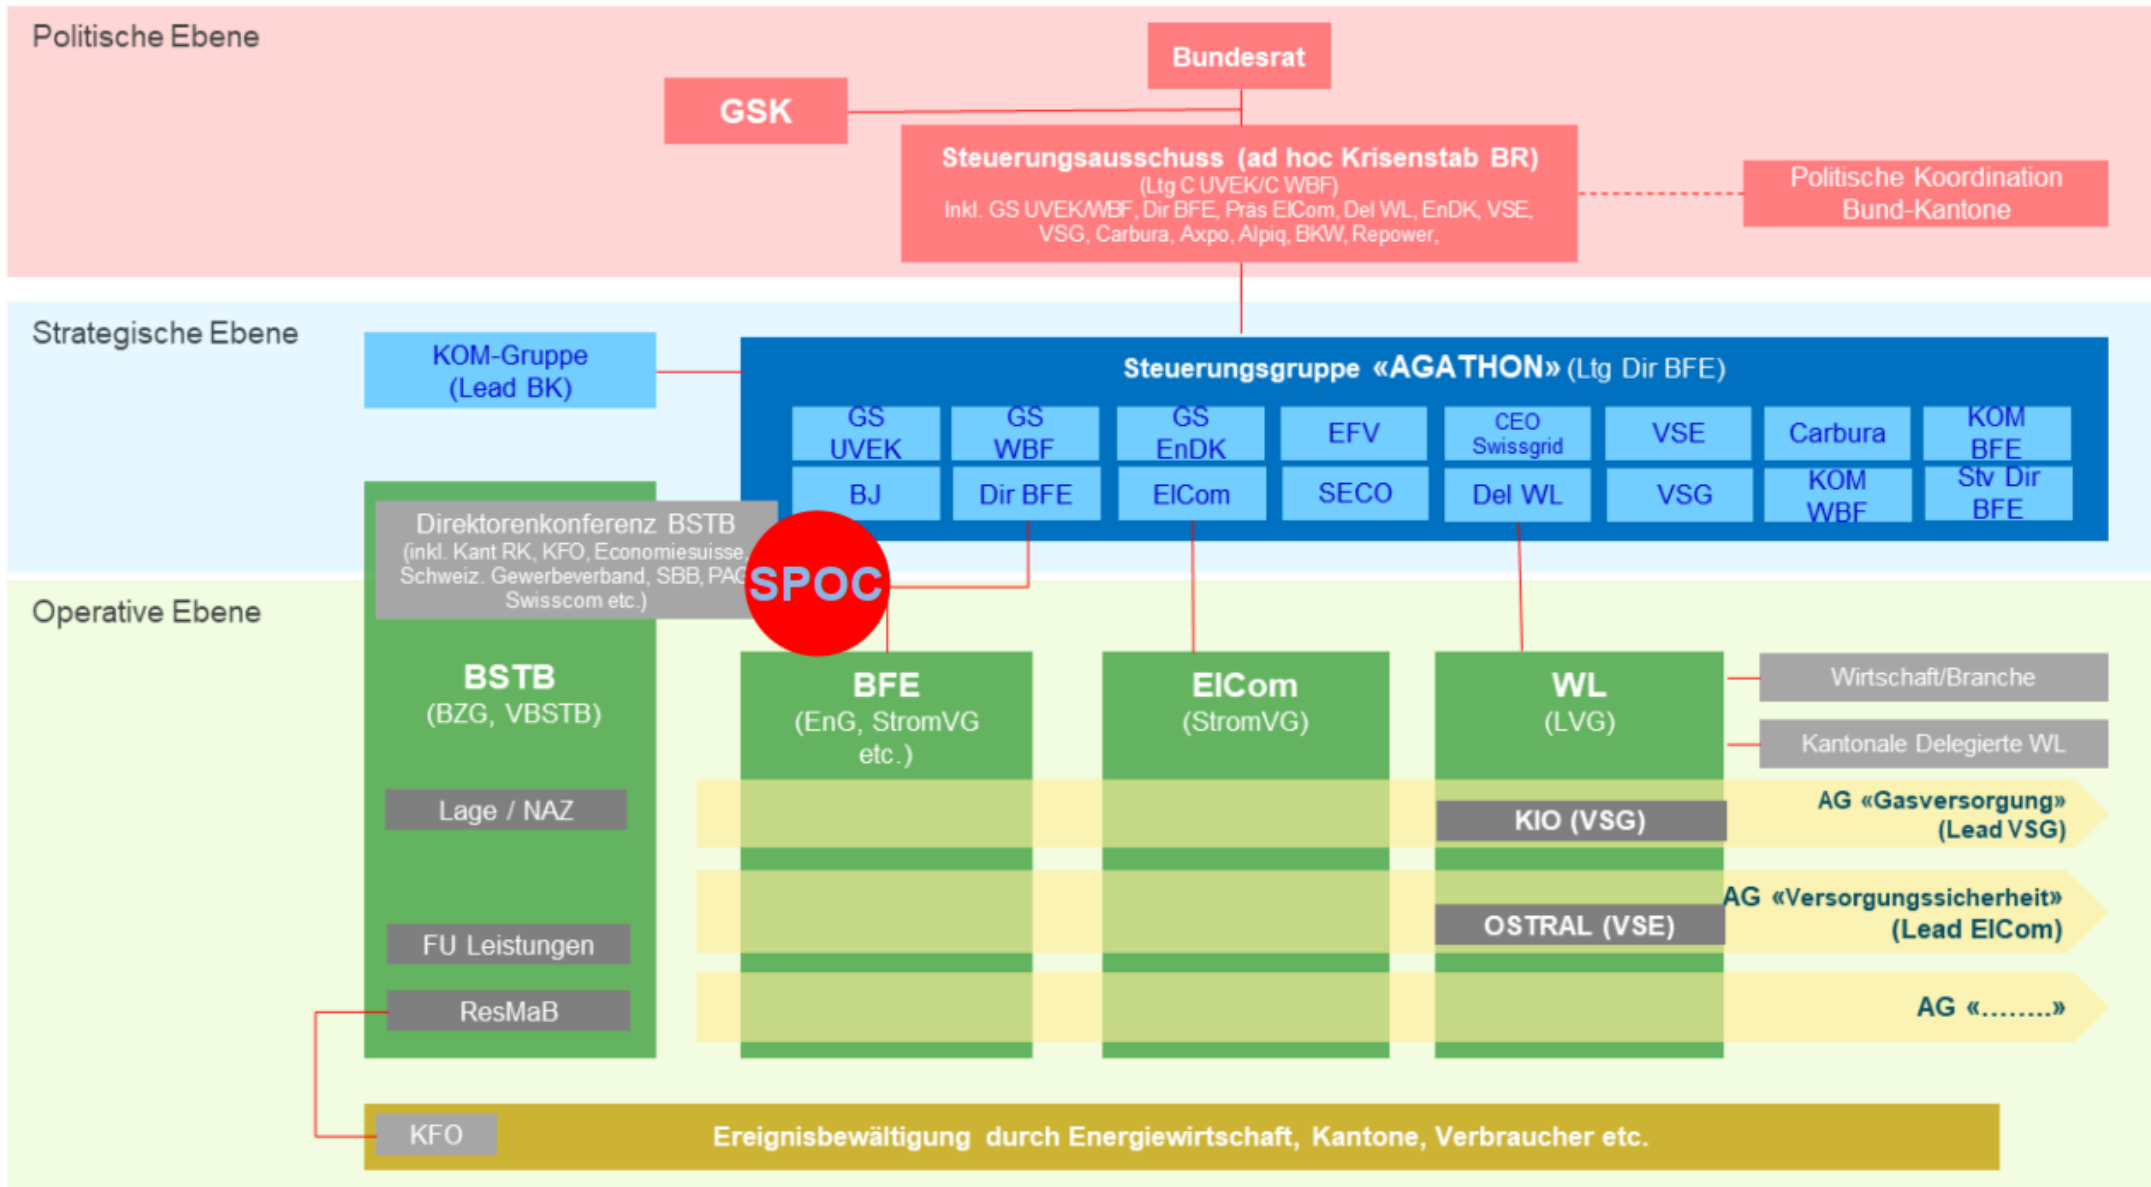 Politische Ebene
Bundesrat
GSK
Steuerungsausschuss (ad hoc Krisenstab BR)
(Ltg C UVEK/C WBF)
Inkl. GS UVEK/WBF, Dir BFE, Präs ElCom, Del WL, EnDK, VSE,
VSG, Carbura, Axpo, Alpiq, BKW, Repower,
Politische Koordination
Bund-Kantone
Strategische Ebene
KOM-Gruppe
(Lead BK)
Steuerungsgruppe «AGATHON» (Ltg Dir BFE)
GS
UVEK
GS
WBF
GS
EnDK
EFV
CEO
Swissgrid
VSE
Carbura
KOM
BFE
BJ
Dir BFE
ElCom
SECO
Del WL
VSG
KOM
WBF
Stv Dir
BFE
Direktorenkonferenz BSTB
(inkl. Kant RK, KFO, Economiesuisse,
Schweiz. Gewerbeverband, SBB, PAG
Swisscom etc.)
SPOC
Operative Ebene
BSTB
(BZG, VBSTB)
BFE
(EnG, StromVG
etc.)
ElCom
(StromVG)
WL
(LVG)
Wirtschaft/Branche
Kantonale Delegierte WL
Lage / NAZ
KIO (VSG)
AG «Gasversorgung»
(Lead VSG)
FU Leistungen
OSTRAL (VSE)
AG «Versorgungssicherheit»
(Lead ElCom)
ResMaB
AG «........»
KFO
Ereignisbewältigung durch Energiewirtschaft, Kantone, Verbraucher etc.